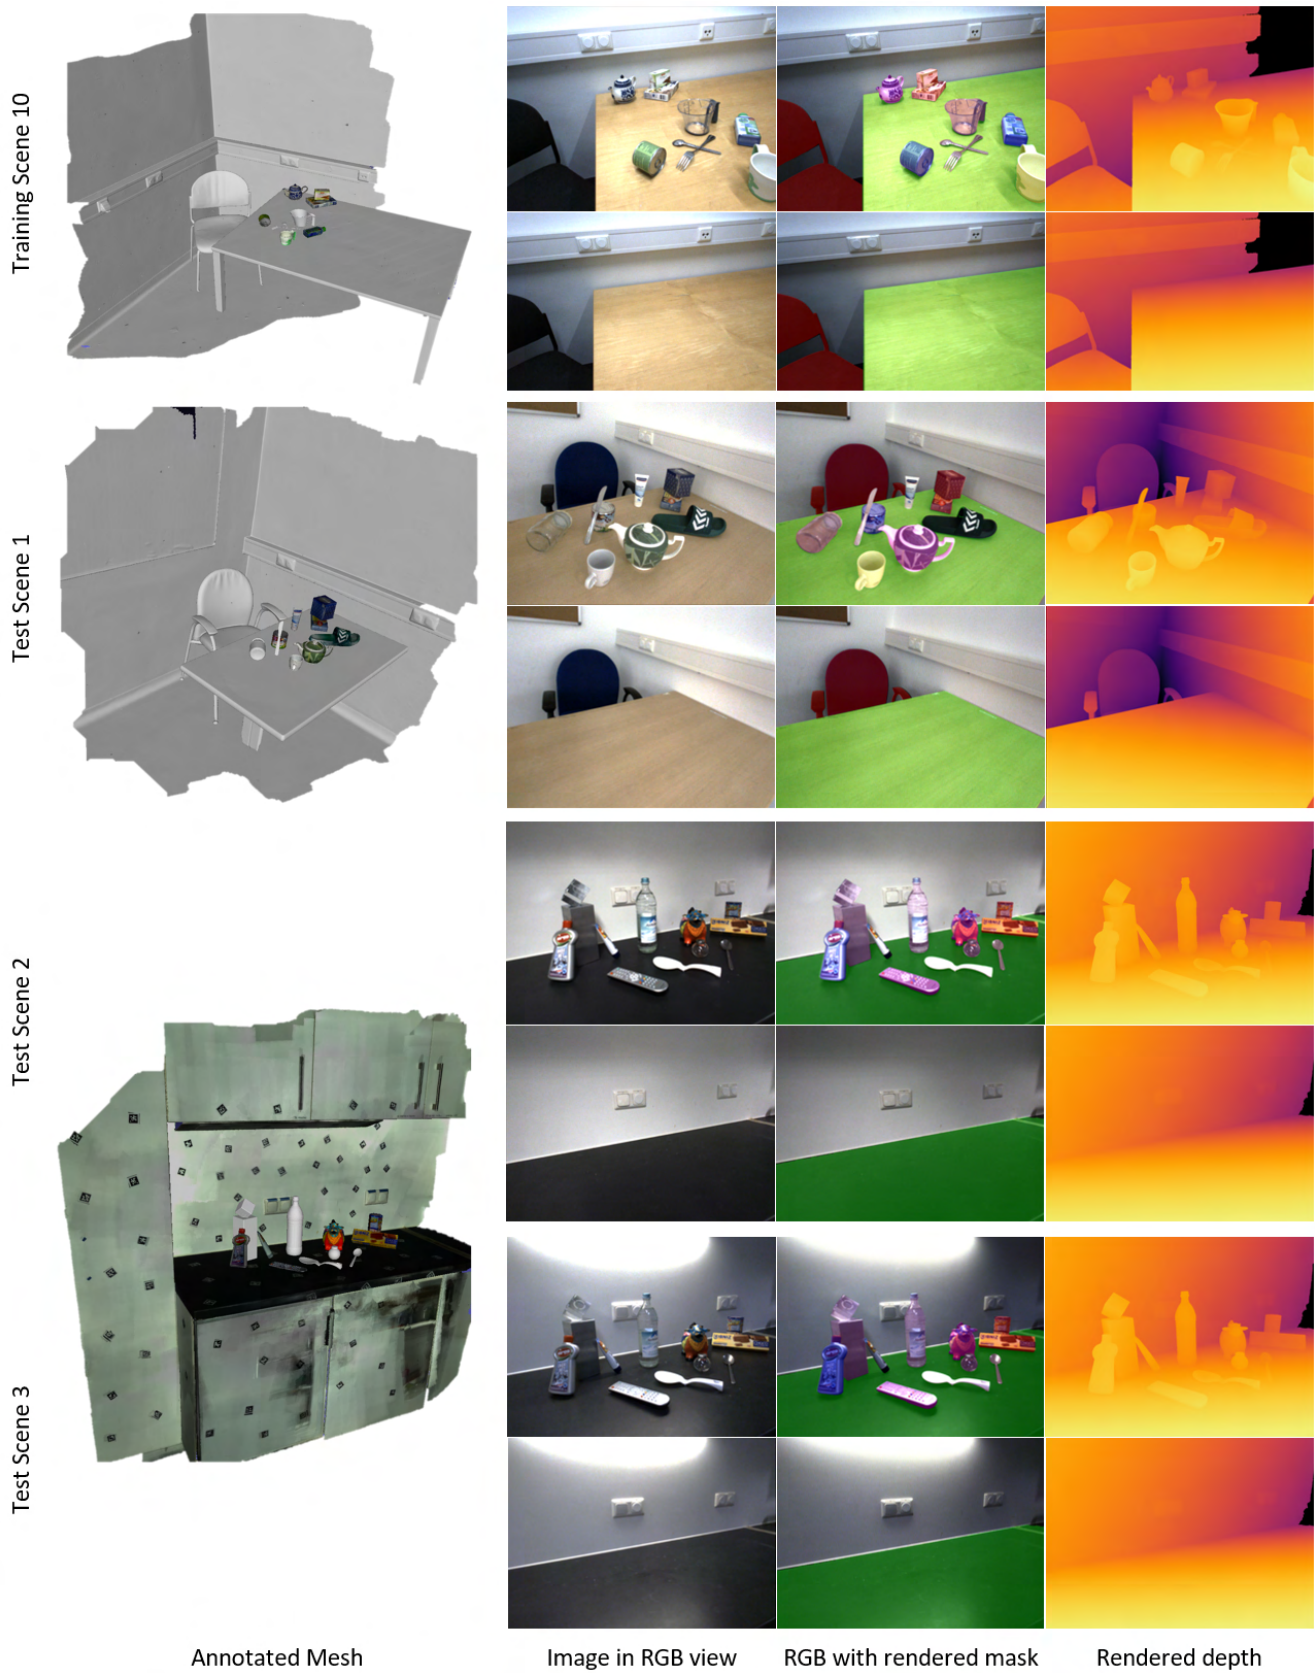 Training Scene 10
Test Scene 1
Test Scene 2
Test Scene 3
Annotated Mesh
Image in RGB view
RGB with rendered mask
Rendered depth